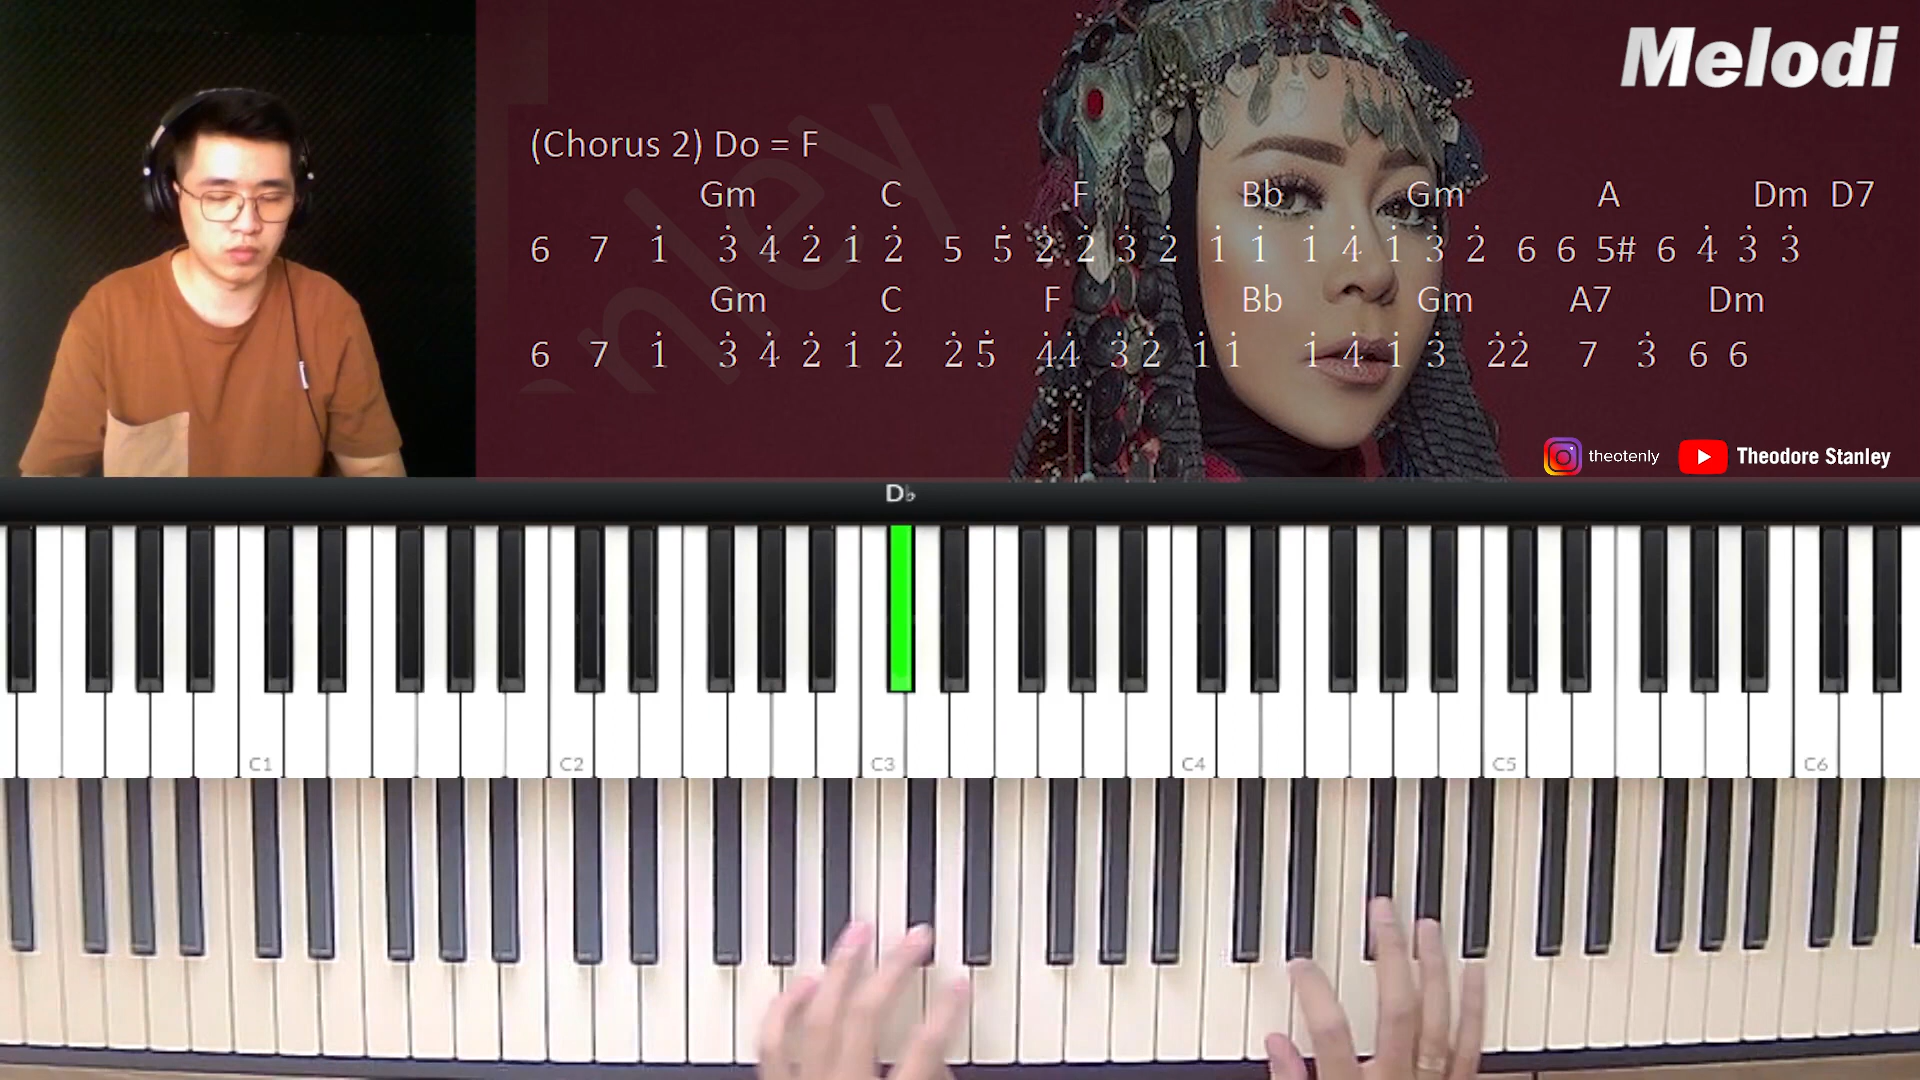 Melodi
(Chorus 2) Do = F
Gm C F Bb Gm A Dm D7
6 7 1̇ 3̇ 4̇ 2̇ 1̇ 2̇ 5 5̇ 2̇ 2̇ 3̇ 2̇ 1̇ 1̇ 1̇ 4̇ 1̇ 3̇ 2̇ 6 6 5# 6 4̇ 3̇ 3̇
Gm C F Bb Gm A7 Dm
6 7 1̇ 3̇ 4̇ 2̇ 1̇ 2̇ 2̇ 5̇ 4̇4̇ 3̇2̇ 1̇1̇ 1̇ 4̇ 1̇ 3̇ 2̇2̇ 7 3̇ 6 6
theotenly Theodore Stanley
D♭
C1 C2 C3 C4 C5 C6